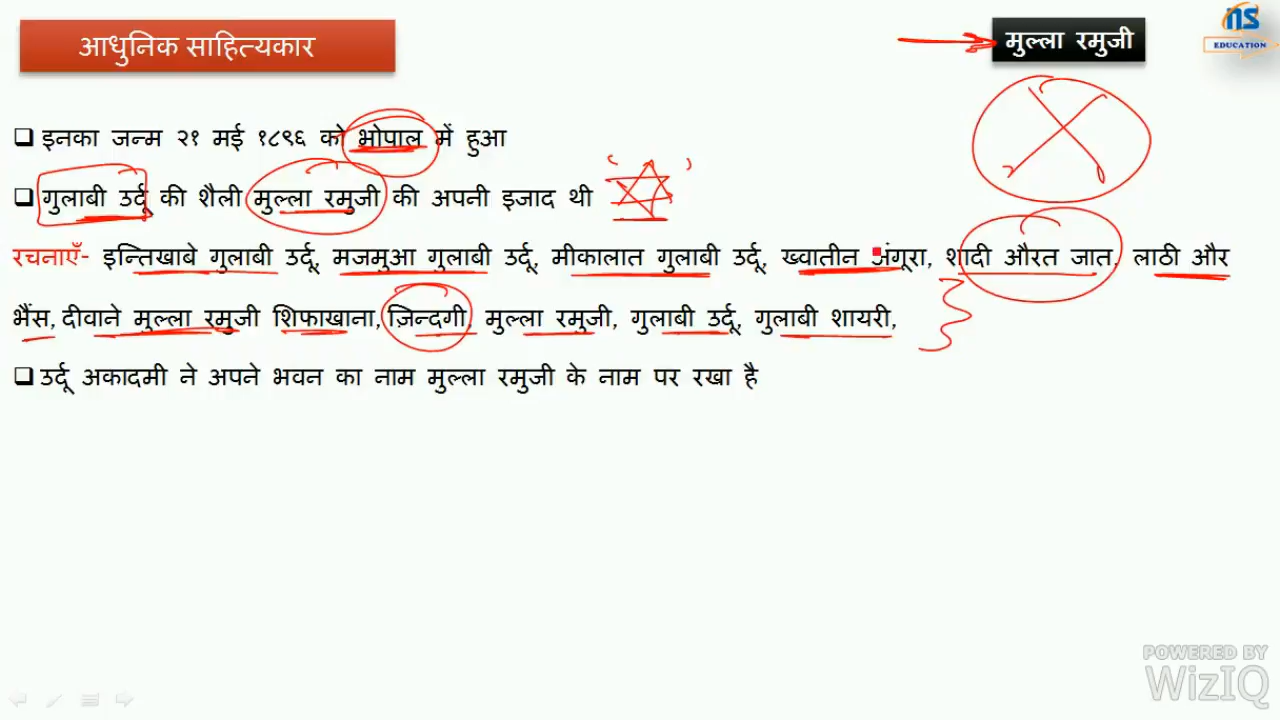 आधुनिक साहित्यकार
मुल्ला रमुजी
ns
EDUCATION
इनका जन्म २१ मई १८९६ को भोपाल में हुआ
गुलाबी उर्दू की शैली मुल्ला रमुजी की अपनी इजाद थी
रचनाएँ- इन्तिखाबे गुलाबी उर्दू, मजमुआ गुलाबी उर्दू, मीकालात गुलाबी उर्दू, ख्वातीन अंगूरा, शादी औरत जात, लाठी और
भैंस, दीवाने मुल्ला रमुजी शिफाखाना, ज़िन्दगी, मुल्ला रमुजी, गुलाबी उर्दू, गुलाबी शायरी,
उर्दू अकादमी ने अपने भवन का नाम मुल्ला रमुजी के नाम पर रखा है
POWERED BY
WizIQ